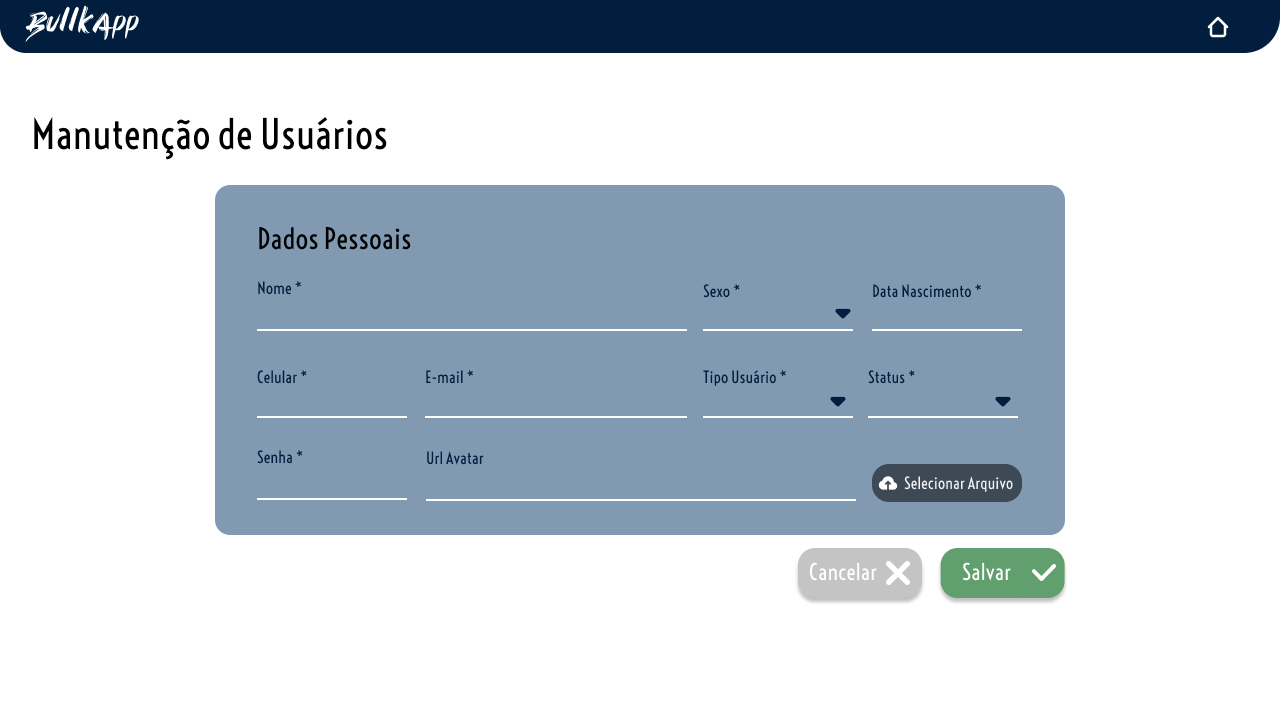 BullkApp
Manutenção de Usuários
Dados Pessoais
Nome *
Sexo *
Data Nascimento *
Celular *
E-mail *
Tipo Usuário *
Status *
Senha *
Url Avatar
Selecionar Arquivo
Cancelar
Salvar